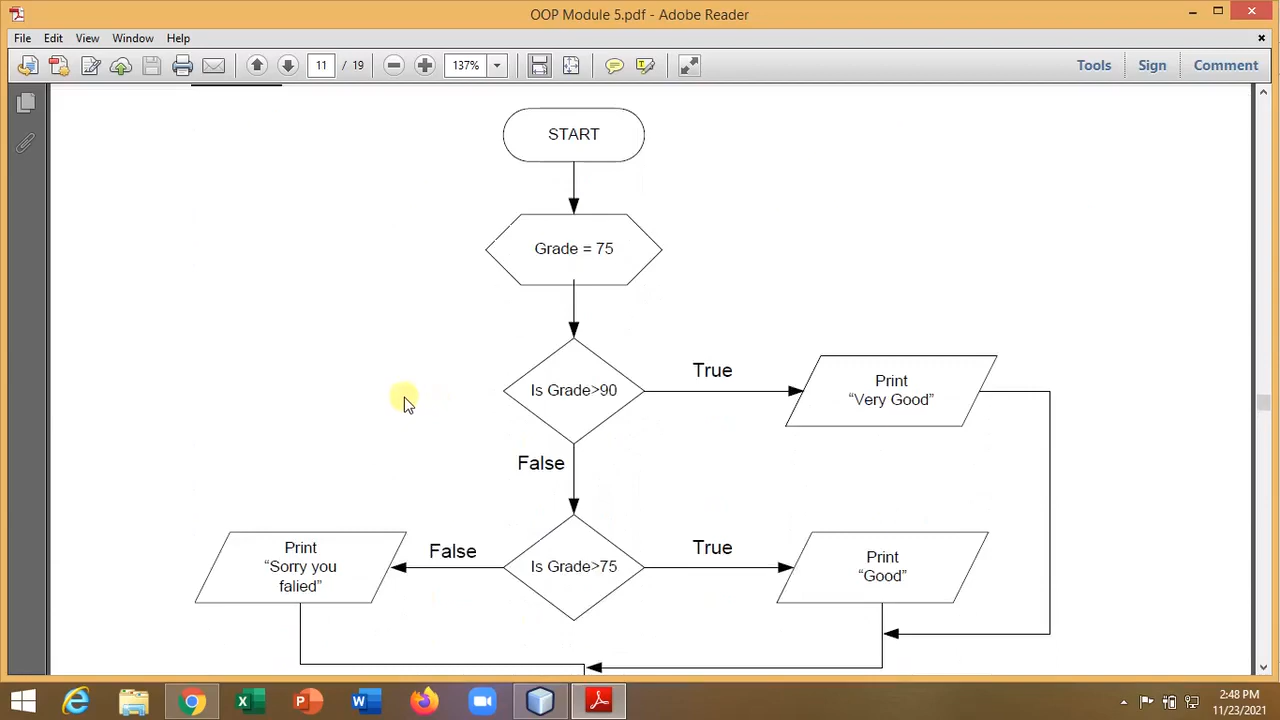 OOP Module 5.pdf - Adobe Reader
File Edit View Window Help
11 / 19 137% Tools Sign Comment
START
Grade = 75
Is Grade>90
True
Print
“Very Good”
False
Is Grade>75
False
Print
“Sorry you
falied”
True
Print
“Good”
2:48 PM
11/23/2021